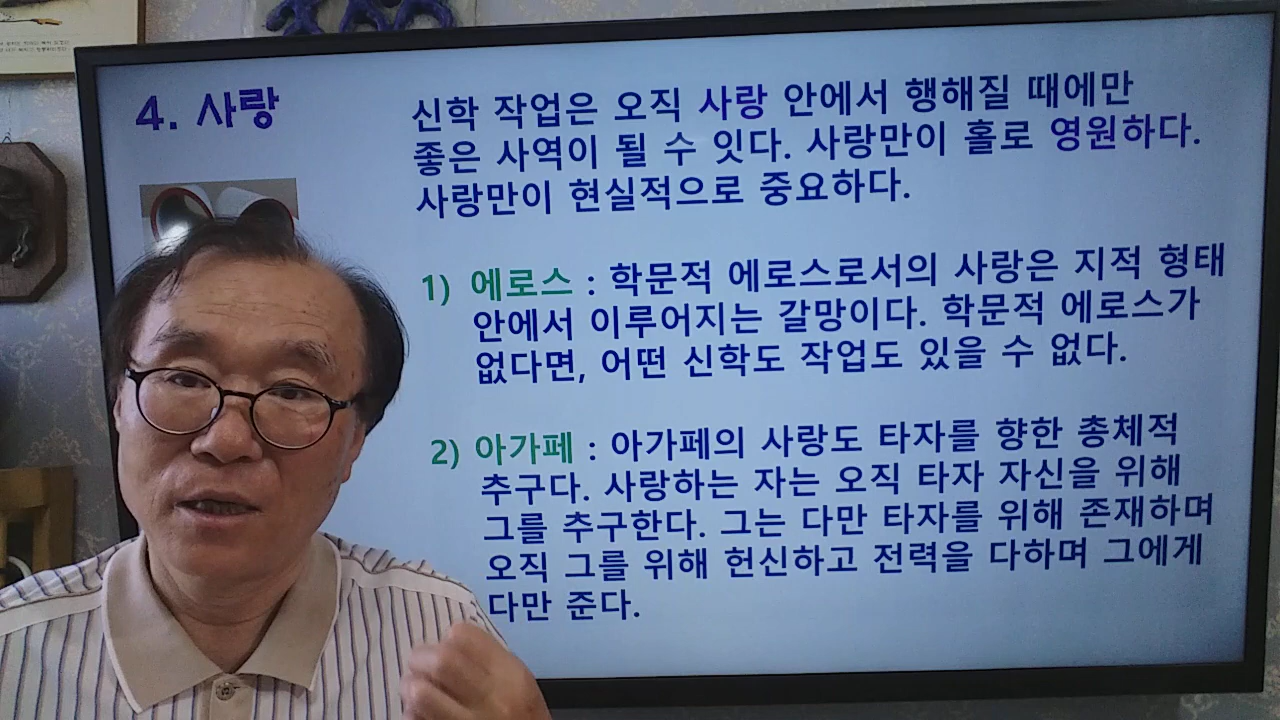 4. 사랑
신학 작업은 오직 사랑 안에서 행해질 때에만
좋은 사역이 될 수 잇다. 사랑만이 홀로 영원하다.
사랑만이 현실적으로 중요하다.
1) 에로스 : 학문적 에로스로서의 사랑은 지적 형태
안에서 이루어지는 갈망이다. 학문적 에로스가
없다면, 어떤 신학도 작업도 있을 수 없다.
2) 아가페 : 아가페의 사랑도 타자를 향한 총체적
추구다. 사랑하는 자는 오직 타자 자신을 위해
그를 추구한다. 그는 다만 타자를 위해 존재하며
오직 그를 위해 헌신하고 전력을 다하며 그에게
다만 준다.